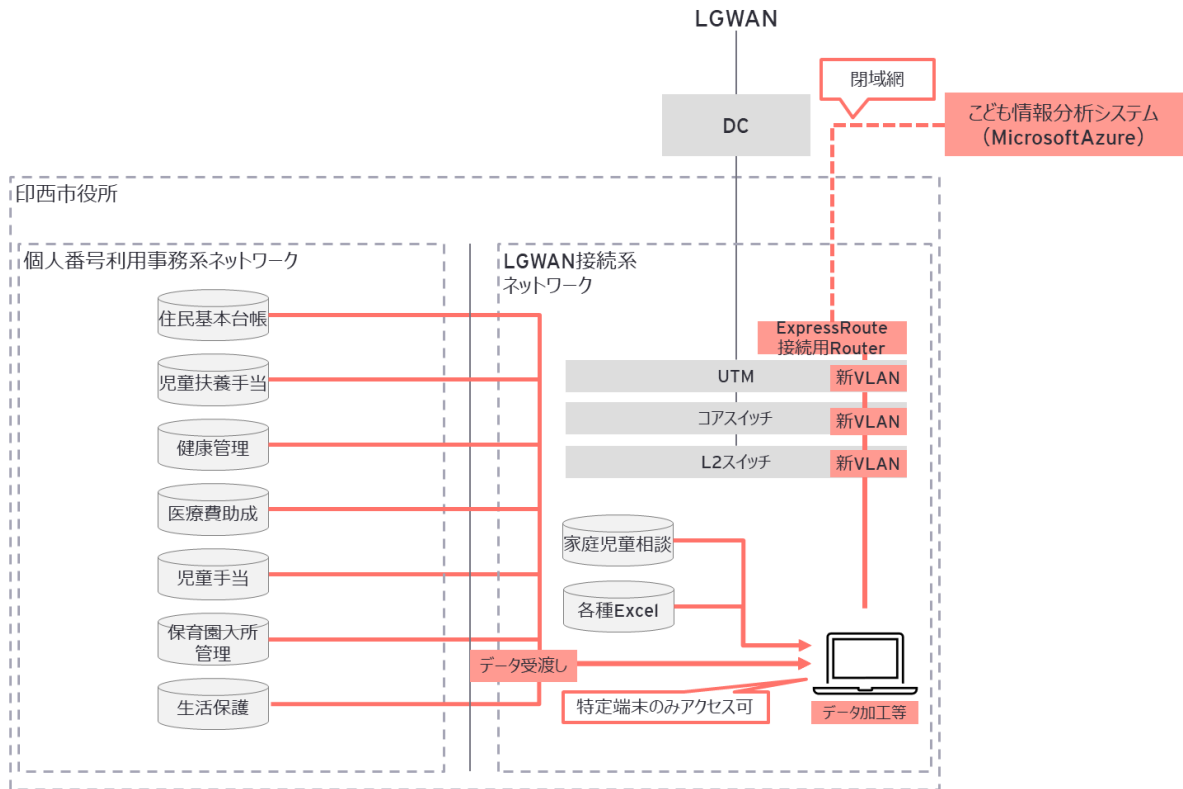 LGWAN
閉域網
DC
こども情報分析システム
（MicrosoftAzure）
印西市役所
個人番号利用事務系ネットワーク
LGWAN接続系
ネットワーク
住民基本台帳
児童扶養手当
健康管理
医療費助成
児童手当
保育園入所
管理
生活保護
ExpressRoute
接続用Router
UTM
新VLAN
コアスイッチ
新VLAN
L2スイッチ
新VLAN
家庭児童相談
各種Excel
データ受渡し
特定端末のみアクセス可
データ加工等